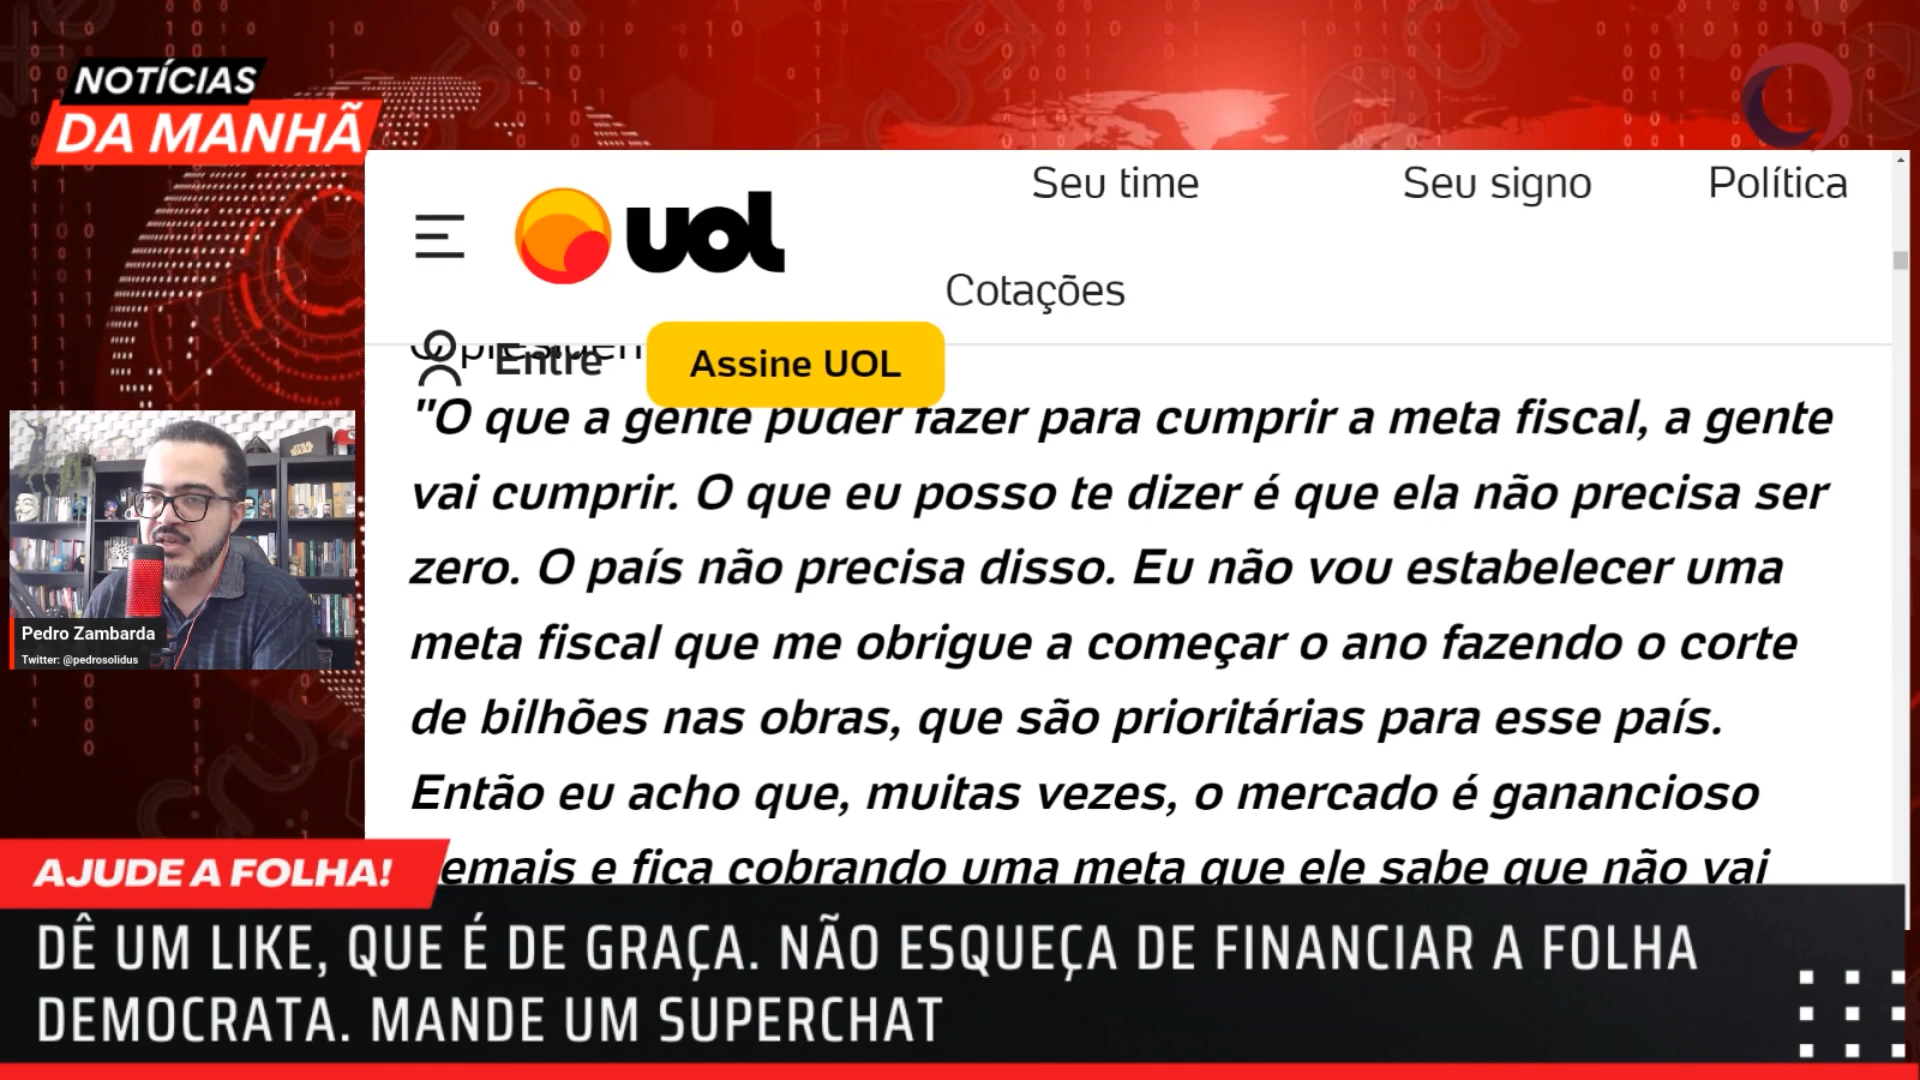 NOTÍCIAS
DA MANHÃ
uol
Seu time
Seu signo
Política
Cotações
Entre
Assine UOL
"O que a gente puder fazer para cumprir a meta fiscal, a gente
vai cumprir. O que eu posso te dizer é que ela não precisa ser
zero. O país não precisa disso. Eu não vou estabelecer uma
meta fiscal que me obrigue a começar o ano fazendo o corte
de bilhões nas obras, que são prioritárias para esse país.
Então eu acho que, muitas vezes, o mercado é ganancioso
emais e fica cobrando uma meta que ele sabe que não vai
Pedro Zambarda
Twitter: @pedrosolidus
AJUDE A FOLHA!
DÊ UM LIKE, QUE É DE GRAÇA. NÃO ESQUEÇA DE FINANCIAR A FOLHA
DEMOCRATA. MANDE UM SUPERCHAT